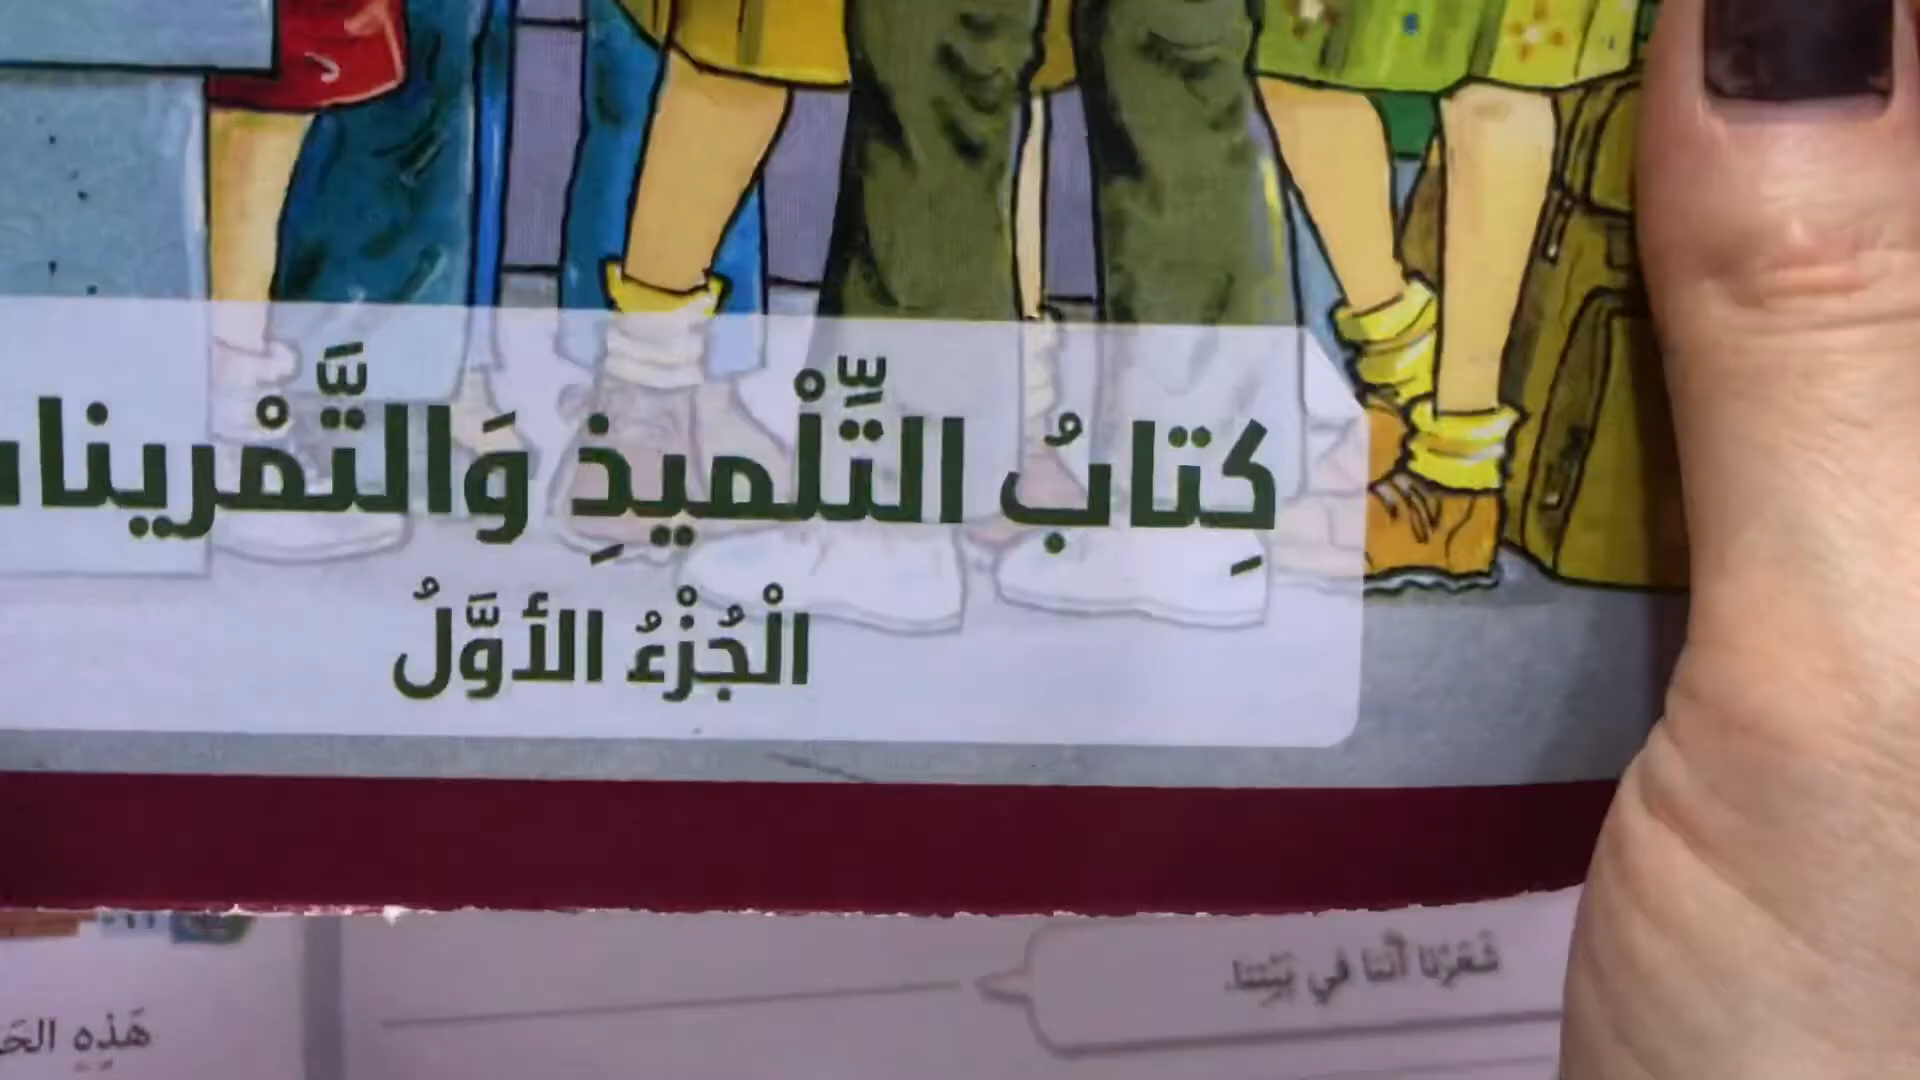 كِتابُ التِّلْميذِ وَالتَّمْرينا
الْجُزْءُ الأَوَّلُ
شَعَرْنا أَنَّنا في بَيْتِنا.
هَذِهِ